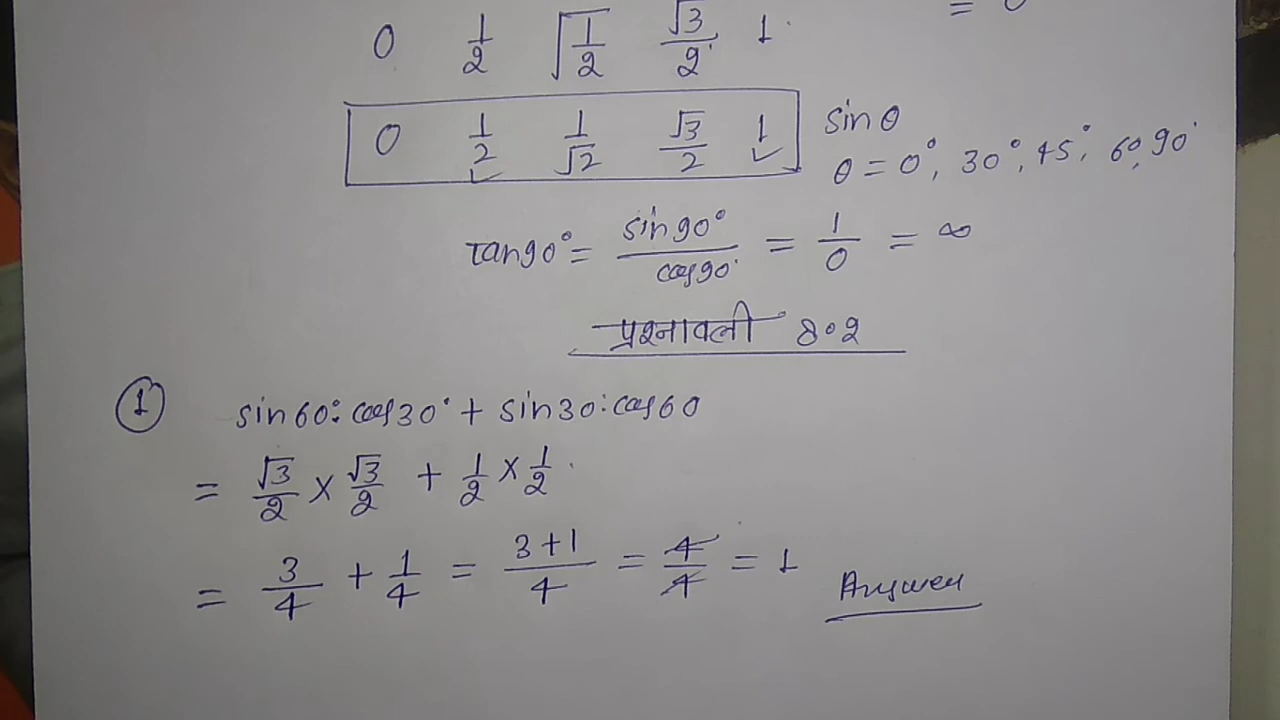 = 0
0 1/2 √1/2 √3/2 1
0 1/2 1/√2 √3/2 1 sinθ
θ = 0°, 30°, 45°, 60, 90°
Tan90° = sin90°/cos90° = 1/0 = ∞
प्रश्नावली 8.2
1 sin60°. cos30° + sin30°. cos60
= √3/2 × √3/2 + 1/2 × 1/2
= 3/4 + 1/4 = 3+1/4 = 4/4 = 1 Answer